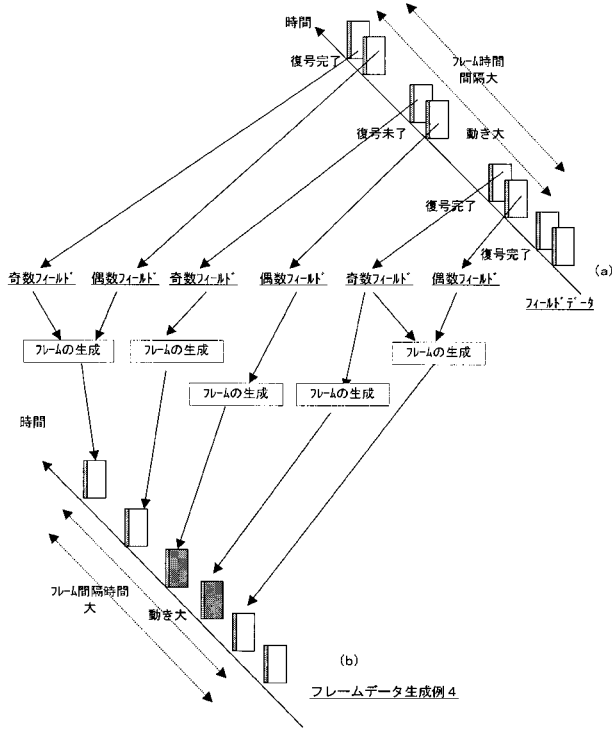 時間
復号完了
ﾌﾚｰﾑ時間
間隔大
復号未了
動き大
復号完了
復号完了
(a)
奇数ﾌｨｰﾙﾄﾞ
偶数ﾌｨｰﾙﾄﾞ
奇数ﾌｨｰﾙﾄﾞ
偶数ﾌｨｰﾙﾄﾞ
奇数ﾌｨｰﾙﾄﾞ
偶数ﾌｨｰﾙﾄﾞ
ﾌｨｰﾙﾄﾞﾃﾞｰﾀ
ﾌﾚｰﾑの生成
ﾌﾚｰﾑの生成
ﾌﾚｰﾑの生成
ﾌﾚｰﾑの生成
ﾌﾚｰﾑの生成
時間
ﾌﾚｰﾑ間隔時間
大
動き大
(b)
フレームデータ生成例４